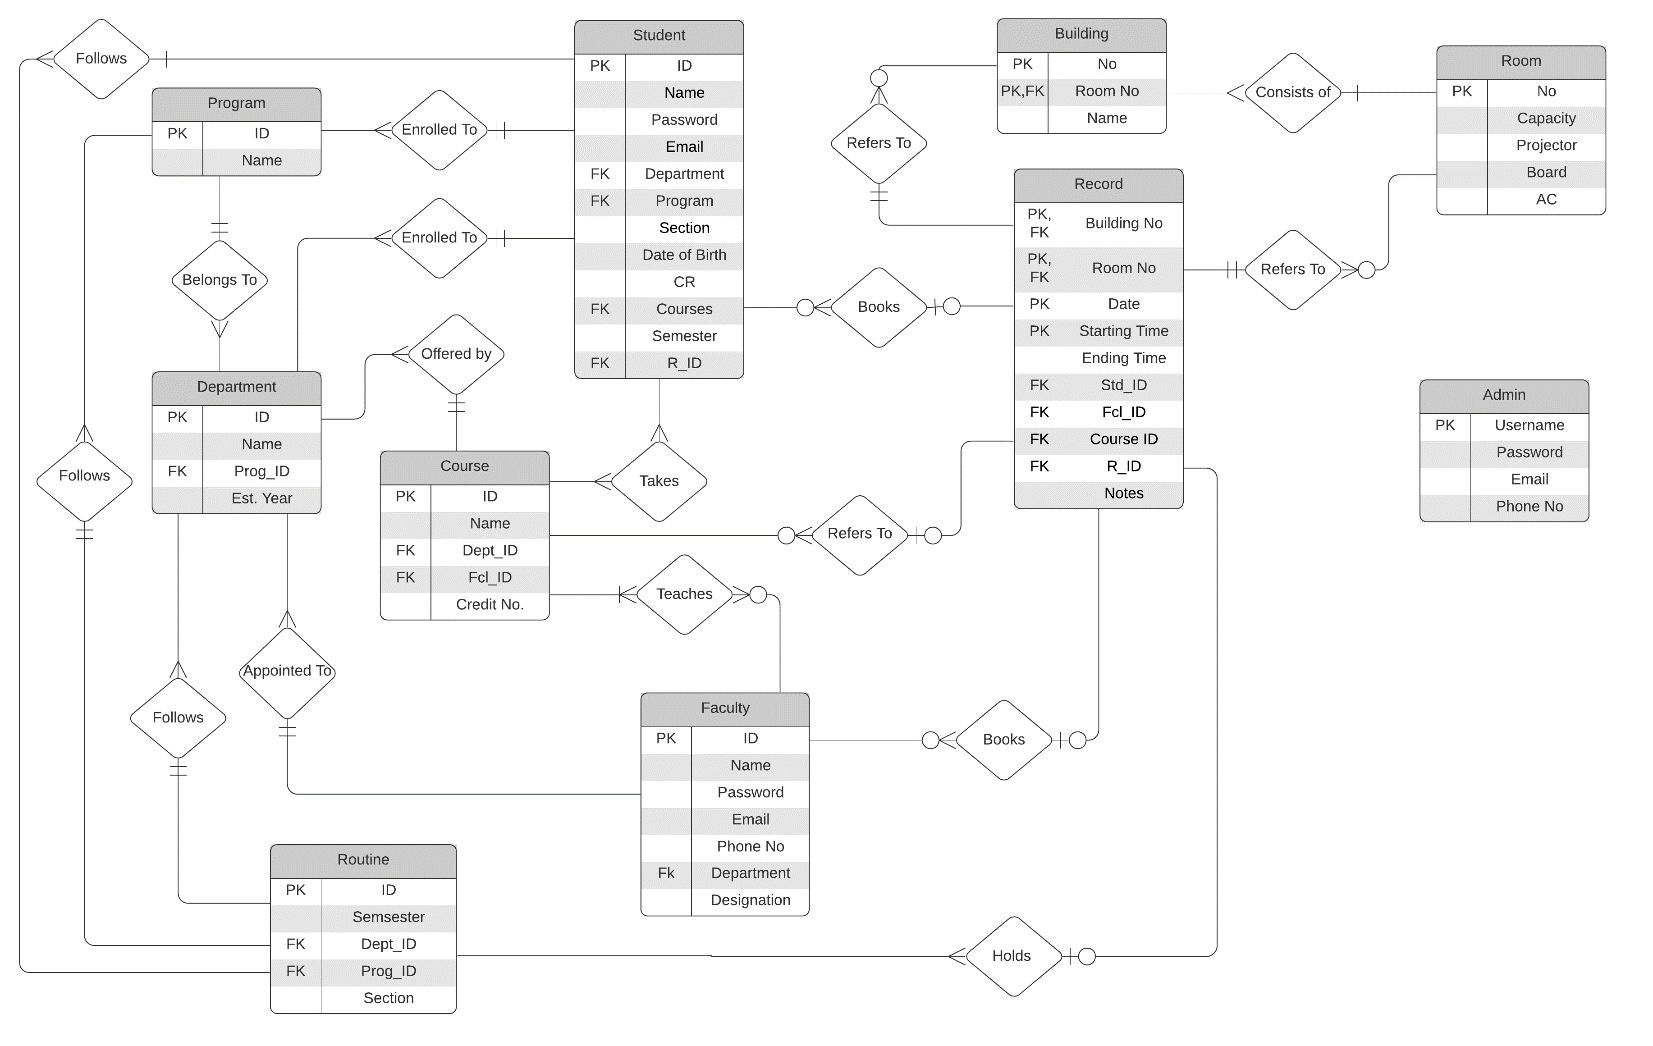 Follows
Program
PK ID
Name
Enrolled To
Enrolled To
Belongs To
Student
PK ID
Name
Password
Email
FK Department
FK Program
Section
Date of Birth
CR
FK Courses
Semester
FK R_ID
Building
PK No
PK,FK Room No
Name
Consists of
Room
PK No
Capacity
Projector
Board
AC
Refers To
Record
PK, FK Building No
PK, FK Room No
PK Date
PK Starting Time
Ending Time
FK Std_ID
FK Fcl_ID
FK Course ID
FK R_ID
Notes
Refers To
Books
Offered by
Department
PK ID
Name
FK Prog_ID
Est. Year
Admin
PK Username
Password
Email
Phone No
Follows
Course
PK ID
Name
FK Dept_ID
FK Fcl_ID
Credit No.
Takes
Refers To
Teaches
Appointed To
Follows
Faculty
PK ID
Name
Password
Email
Phone No
Fk Department
Designation
Books
Routine
PK ID
Semsester
FK Dept_ID
FK Prog_ID
Section
Holds